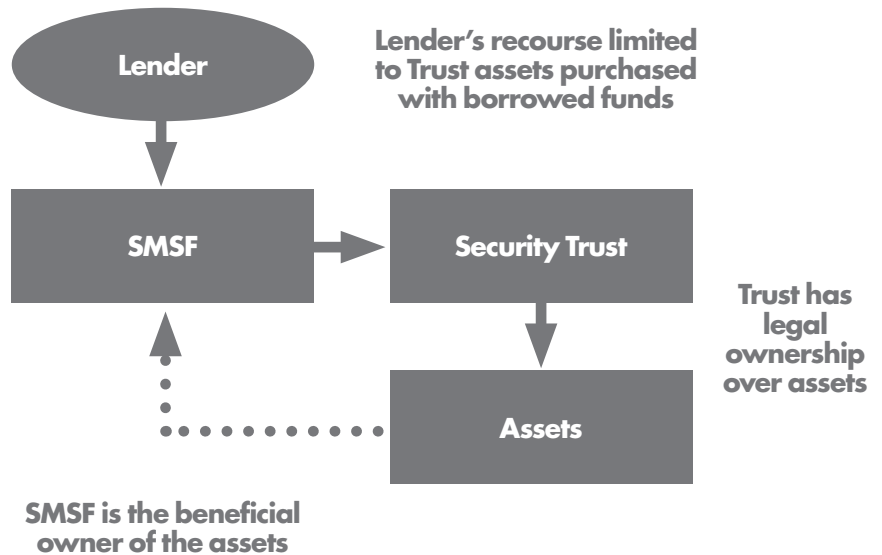 Lender
Lender’s recourse limited
to Trust assets purchased
with borrowed funds
SMSF
Security Trust
Trust has
legal
ownership
over assets
Assets
SMSF is the beneficial
owner of the assets